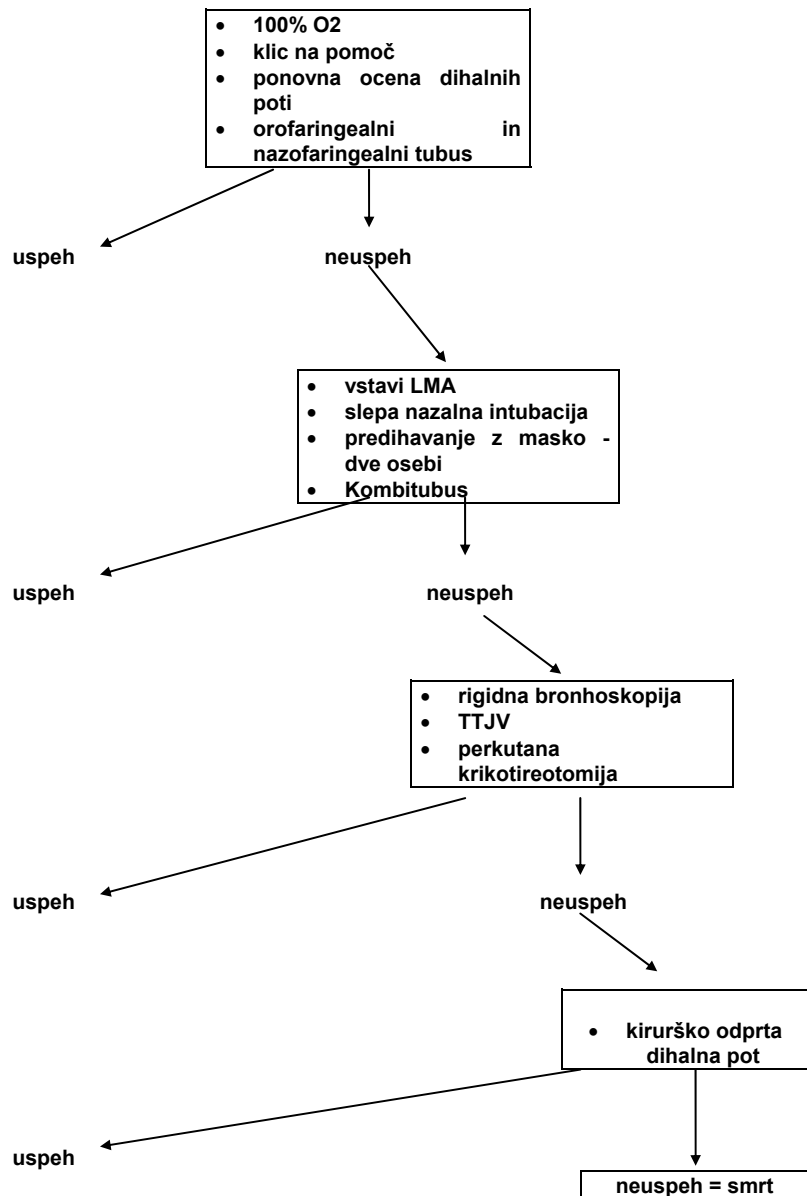 • 100% O2
• klic na pomoč
• ponovna ocena dihalnih
poti
• orofaringealni in
nazofaringealni tubus
uspeh neuspeh
• vstavi LMA
• slepa nazalna intubacija
• predihavanje z masko -
dve osebi
• Kombitubus
uspeh neuspeh
• rigidna bronhoskopija
• TTJV
• perkutana
krikotireotomija
uspeh neuspeh
• kirurško odprta
dihalna pot
uspeh
neuspeh = smrt